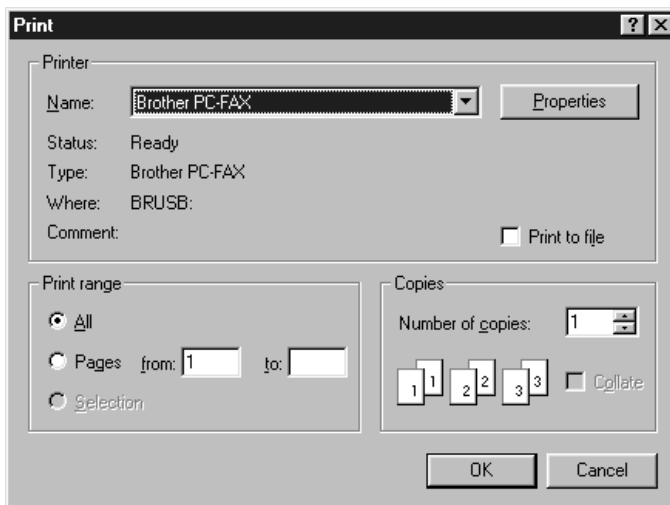 Print
Printer
Name: Brother PC-FAX Properties
Status: Ready
Type: Brother PC-FAX
Where: BRUSB:
Comment: Print to file
Print range
All
Pages from: 1 to:
Selection
Copies
Number of copies: 1
1 1 2 2 3 3 Collate
OK Cancel